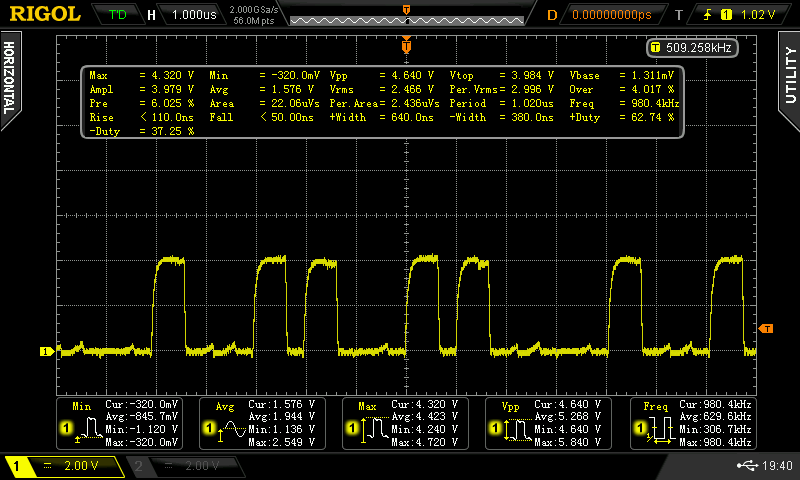 RIGOL T'D H 1.000us 2.000GSa/s 56.0M pts D 0.00000000ps T 1 1.02 V
HORIZONTAL
UTILITY
T
T 509.258kHz
Max = 4.320 V Min = -320.0mV Vpp = 4.640 V Vtop = 3.984 V Vbase = 1.311mV
Ampl = 3.979 V Avg = 1.576 V Vrms = 2.466 V Per.Vrms= 2.996 V Over = 4.017 %
Pre = 6.025 % Area = 22.06uVs Per.Area= 2.436uVs Period = 1.020us Freq = 980.4kHz
Rise < 110.0ns Fall < 50.00ns +Width = 640.0ns -Width = 380.0ns +Duty = 62.74 %
-Duty = 37.25 %
T
1
Min Cur:-320.0mV Avg Cur:1.576 V Max Cur:4.320 V Vpp Cur:4.640 V Freq Cur:980.4kHz
Avg:-645.7mV Avg:1.944 V Avg:4.423 V Avg:5.268 V Avg:629.6kHz
1 Min:-1.120 V 1 Min:1.136 V 1 Min:4.240 V 1 Min:4.640 V 1 Min:306.7kHz
Max:-320.0mV Max:2.549 V Max:4.720 V Max:5.840 V Max:980.4kHz
1 2.00 V 2 2.00 V 19:40